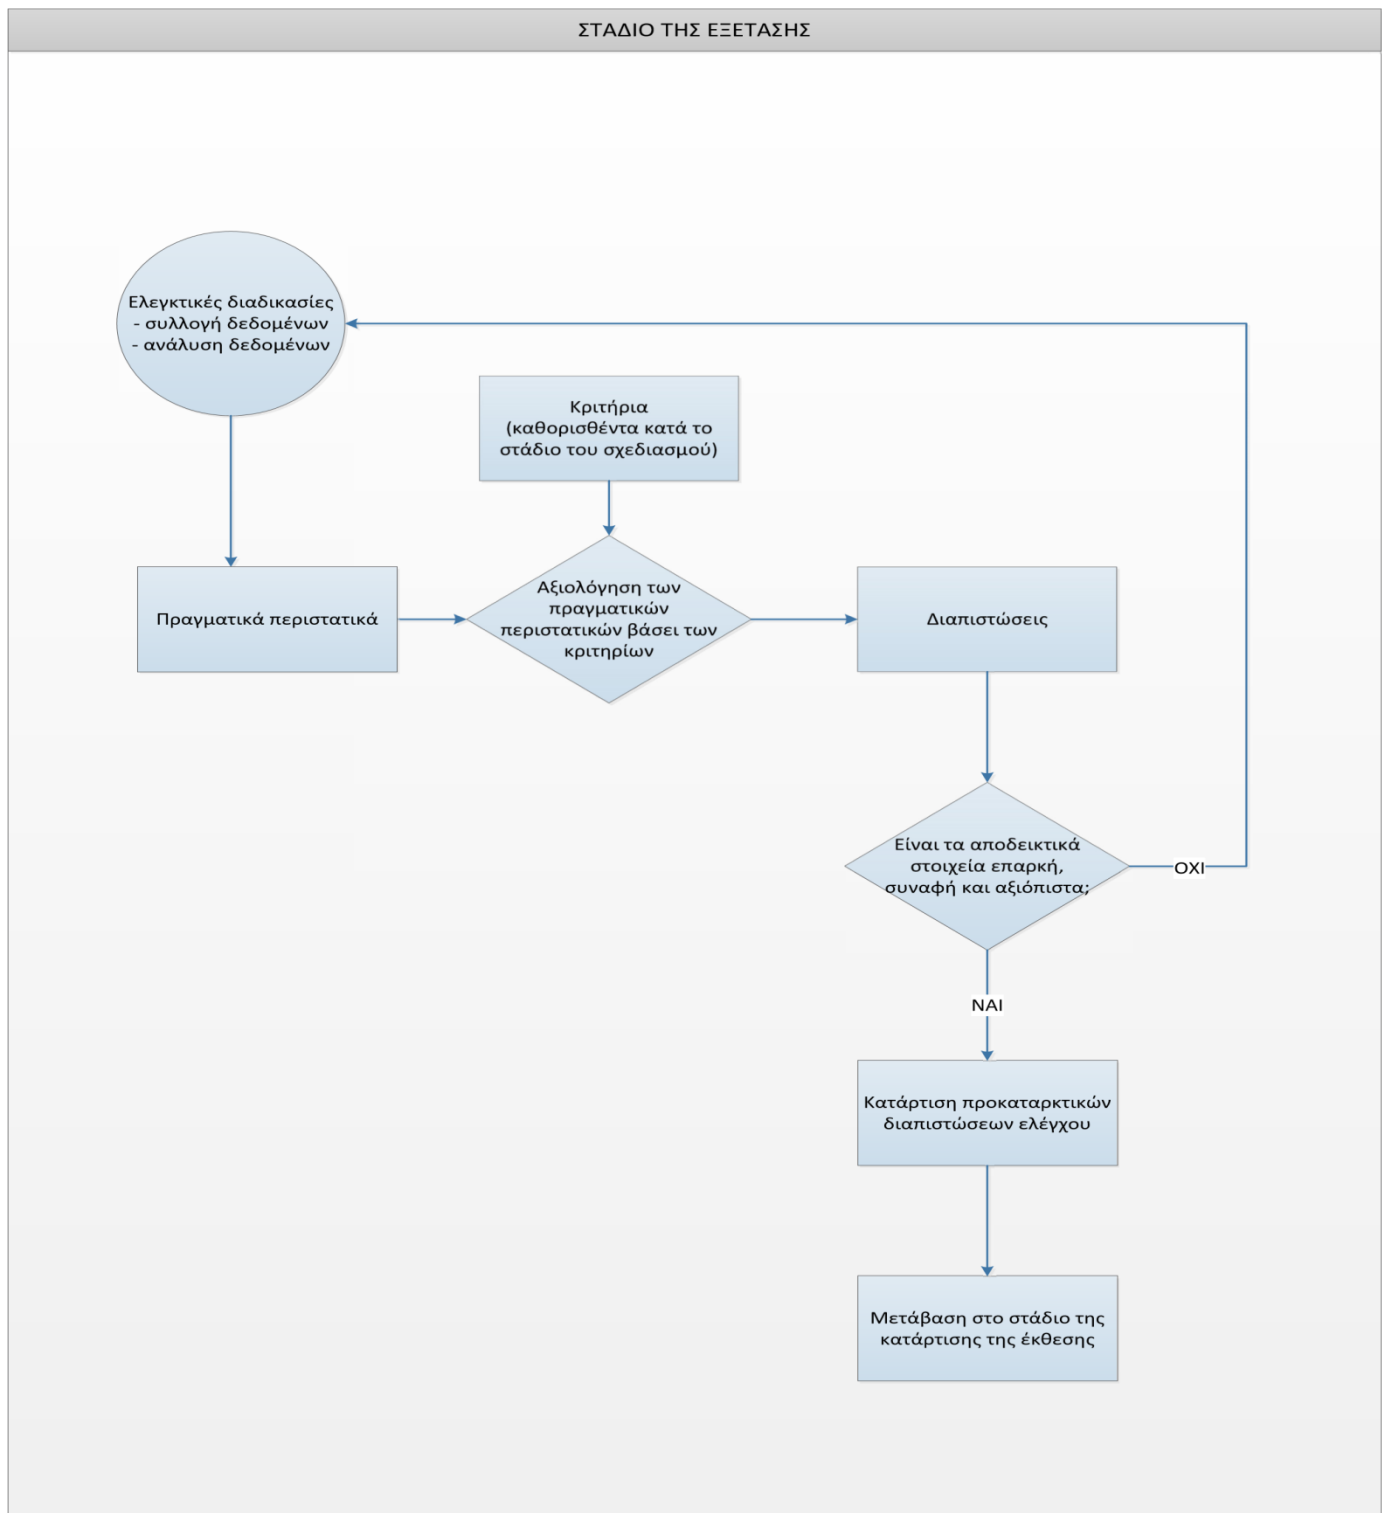 ΣΤΑΔΙΟ ΤΗΣ ΕΞΕΤΑΣΗΣ
Ελεγκτικές διαδικασίες
- συλλογή δεδομένων
- ανάλυση δεδομένων
Κριτήρια
(καθορισθέντα κατά το
στάδιο του σχεδιασμού)
Πραγματικά περιστατικά
Αξιολόγηση των
πραγματικών
περιστατικών βάσει των
κριτηρίων
Διαπιστώσεις
Είναι τα αποδεικτικά
στοιχεία επαρκή,
συναφή και αξιόπιστα;
ΟΧΙ
ΝΑΙ
Κατάρτιση προκαταρκτικών
διαπιστώσεων ελέγχου
Μετάβαση στο στάδιο της
κατάρτισης της έκθεσης